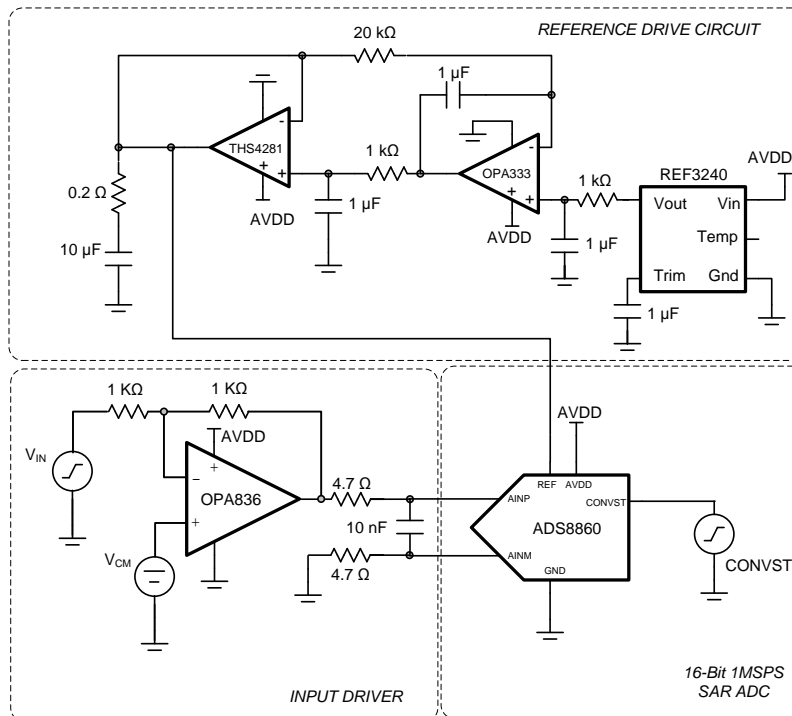 REFERENCE DRIVE CIRCUIT
20 kΩ
1 µF
-
THS4281
+
+
AVDD
1 kΩ
1 µF
-
OPA333
+
+
AVDD
1 kΩ
1 µF
REF3240
AVDD
Vout
Vin
Temp
Trim
Gnd
1 µF
0.2 Ω
10 µF
1 KΩ
1 KΩ
AVDD
VIN
+
−
OPA836
+
VCM
4.7 Ω
10 nF
4.7 Ω
INPUT DRIVER
AVDD
REF
AVDD
CONVST
AINP
ADS8860
AINM
GND
CONVST
16-Bit 1MSPS
SAR ADC